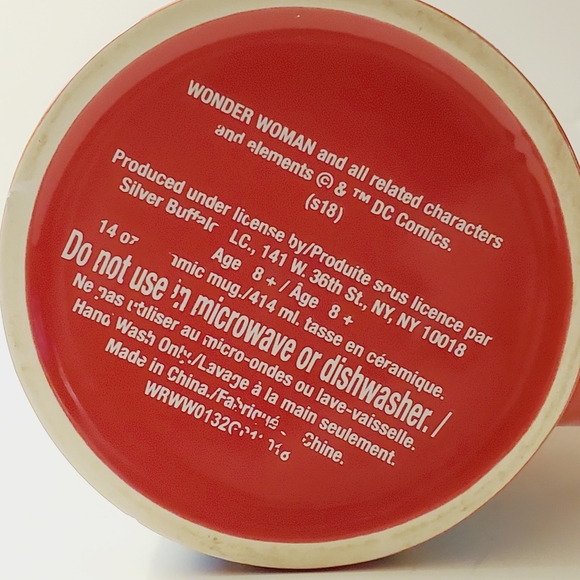 WONDER WOMAN and all related characters
and elements © & ™ DC Comics.
(s18)
Produced under license by/Produite sous licence par
Silver Buffalo LLC, 141 W. 36th St., NY, NY 10018
Age 8 + / Âge 8 +
14 oz ceramic mug./414 ml. tasse en céramique.
Do not use in microwave or dishwasher. /
Ne pas utiliser au micro-ondes ou lave-vaisselle.
Hand Wash Only./Lavage à la main seulement.
Made in China./Fabriqué Chine.